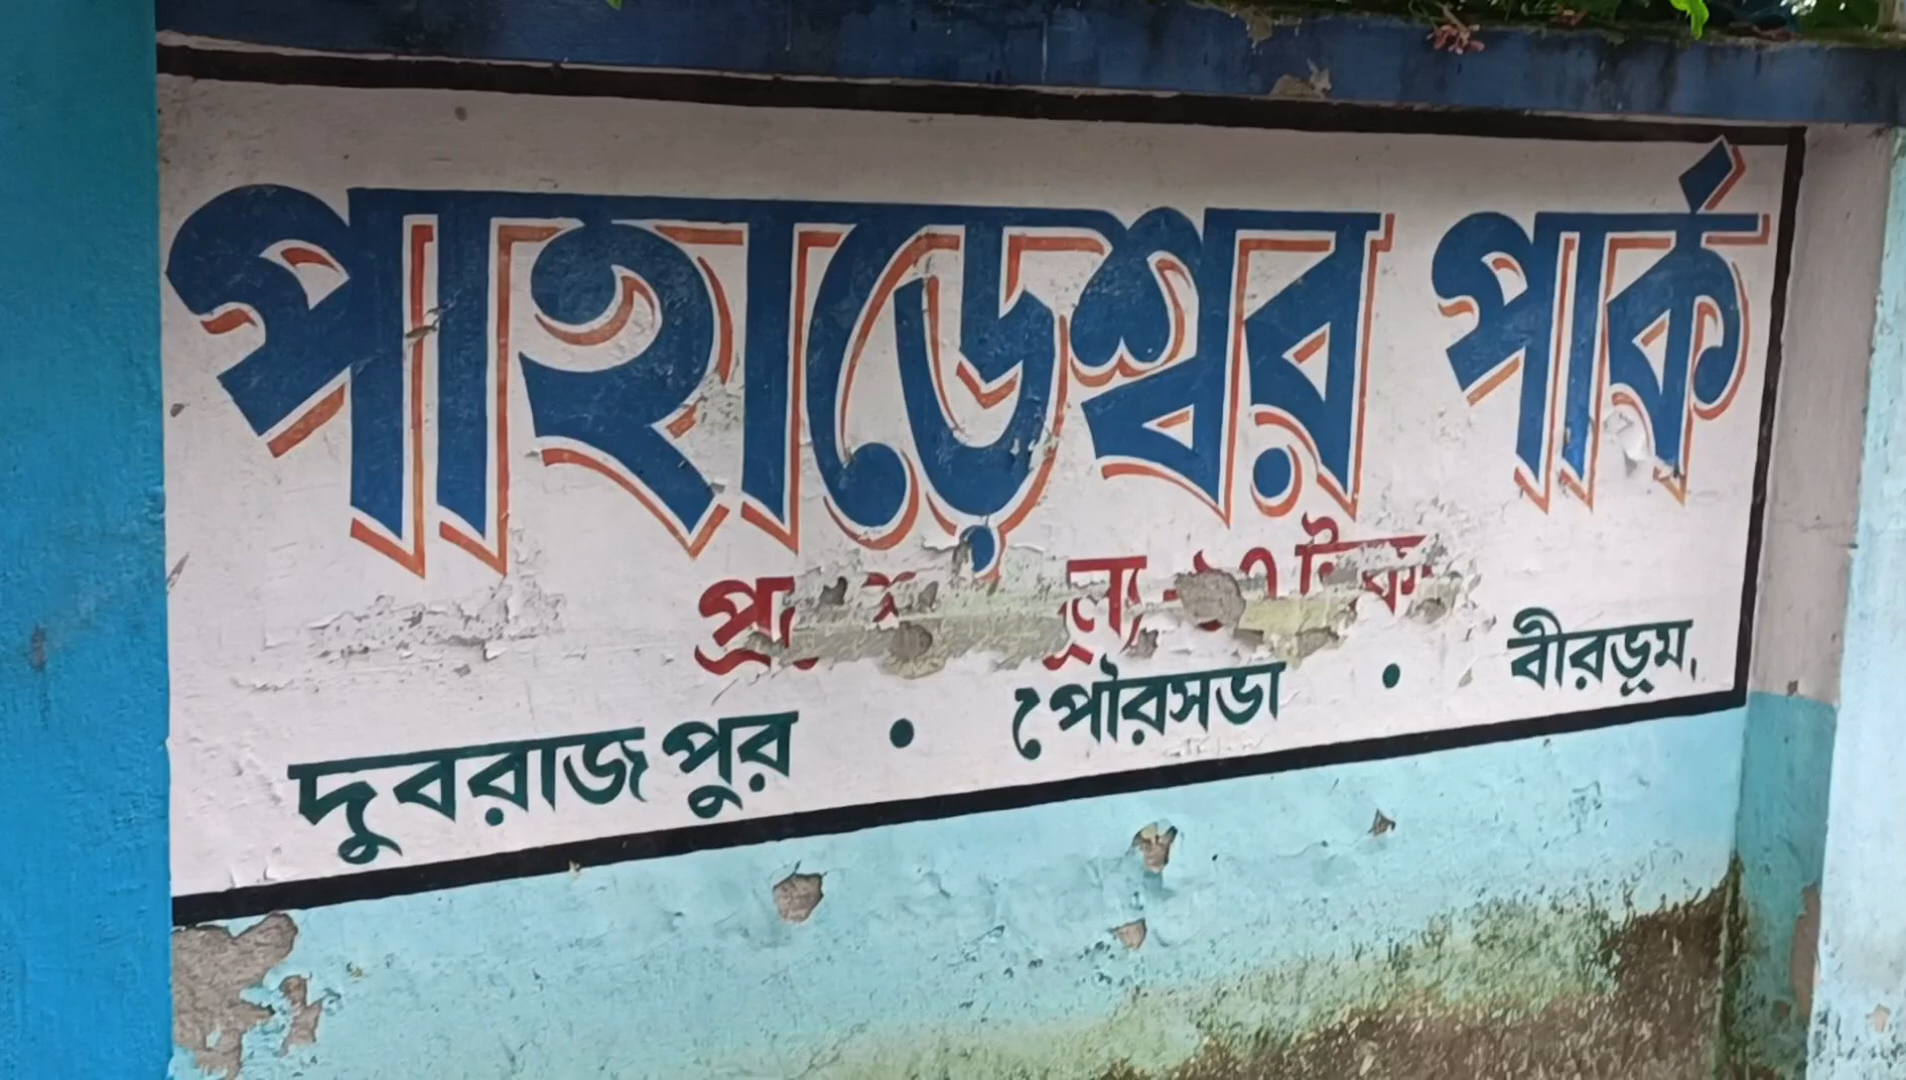 পাহাড়েশ্বর পার্ক
দুবরাজপুর • পৌরসভা • বীরভূম,